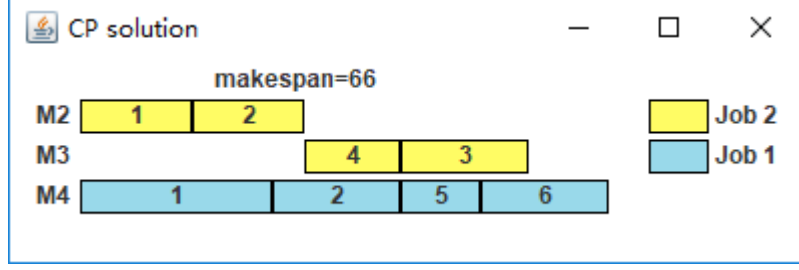 CP solution
makespan=66
M2 1 2 Job 2
M3 4 3 Job 1
M4 1 2 5 6